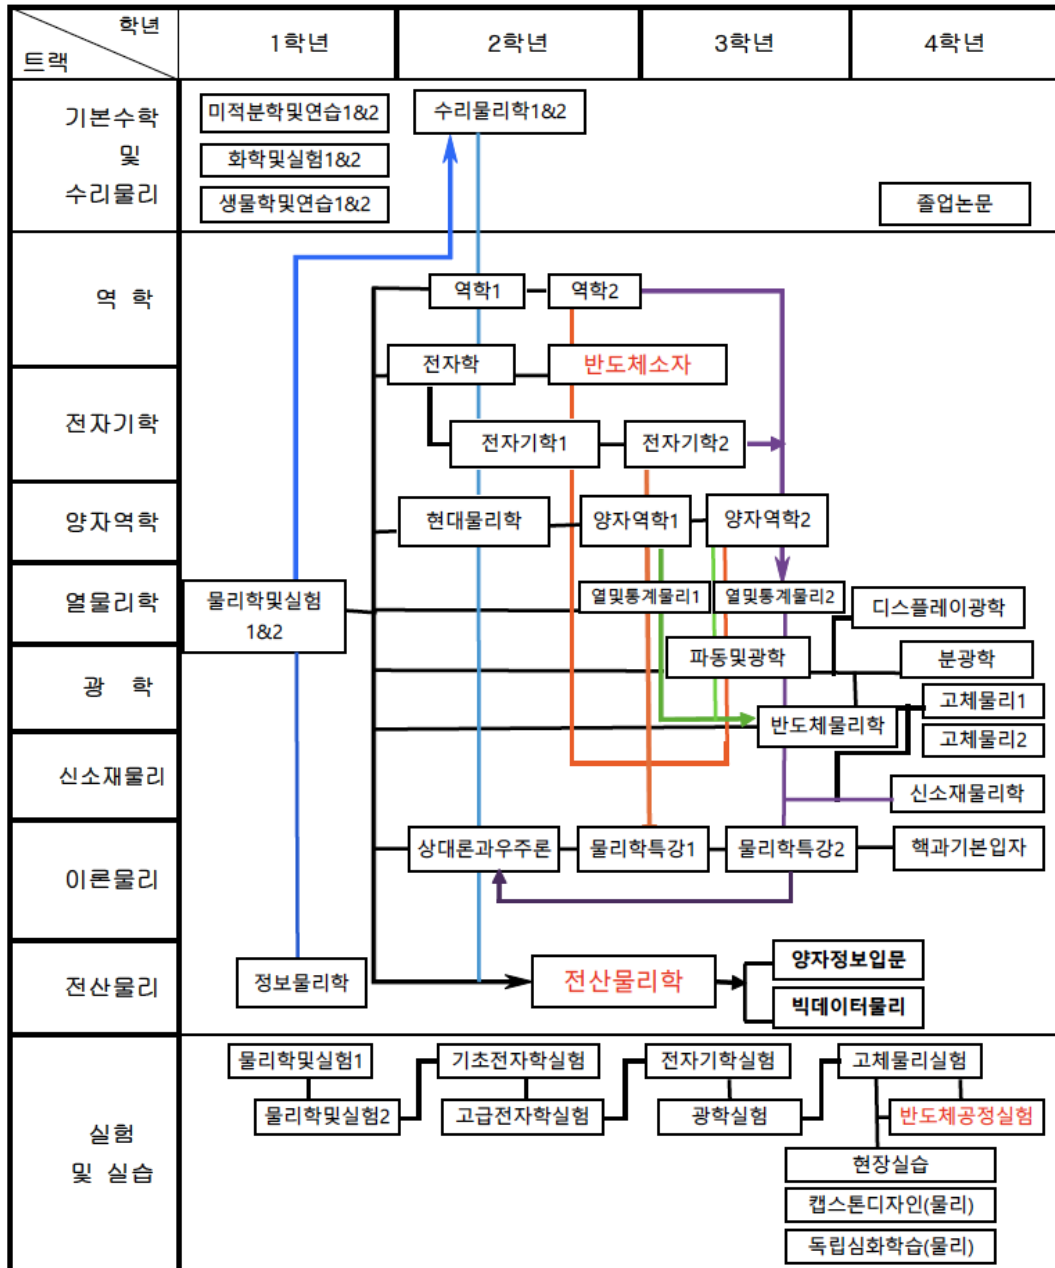 학년
트랙
1학년
2학년
3학년
4학년
기본수학
및
수리물리
미적분학및연습1&2
수리물리학1&2
화학및실험1&2
생물학및연습1&2
졸업논문
역 학
역학1
역학2
전자학
반도체소자
전자기학
전자기학1
전자기학2
양자역학
현대물리학
양자역학1
양자역학2
열물리학
물리학및실험
1&2
열및통계물리1
열및통계물리2
디스플레이광학
광 학
파동및광학
분광학
고체물리1
반도체물리학
고체물리2
신소재물리
신소재물리학
이론물리
상대론과우주론
물리학특강1
물리학특강2
핵과기본입자
전산물리
정보물리학
전산물리학
양자정보입문
빅데이터물리
실험
및 실습
물리학및실험1
기초전자학실험
전자기학실험
고체물리실험
물리학및실험2
고급전자학실험
광학실험
반도체공정실험
현장실습
캡스톤디자인(물리)
독립심화학습(물리)